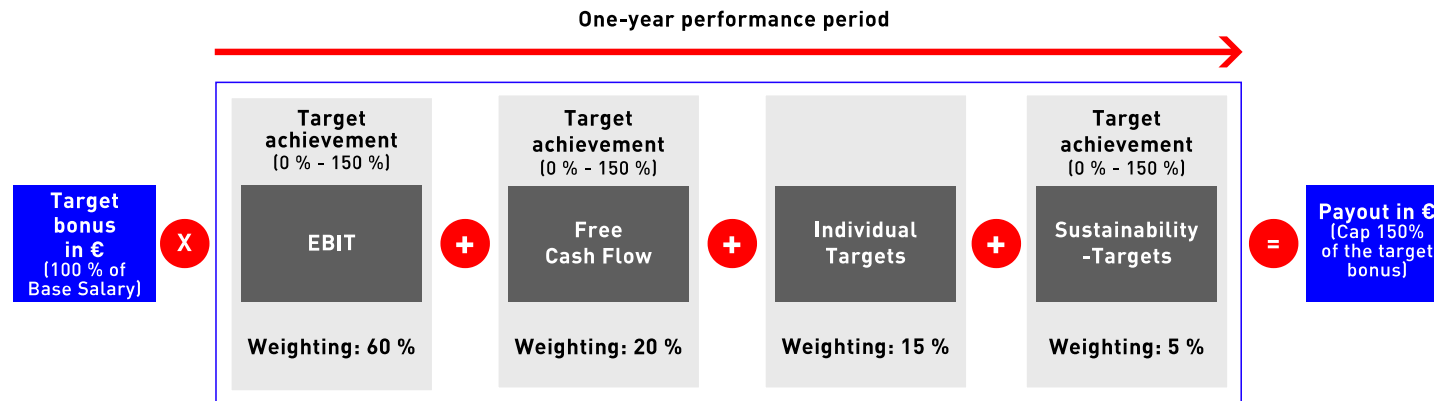 One-year performance period
Target
bonus
in €
(100 % of
Base Salary)
X
Target
achievement
(0 % - 150 %)
EBIT
Weighting: 60 %
+
Target
achievement
(0 % - 150 %)
Free
Cash Flow
Weighting: 20 %
+
Individual
Targets
Weighting: 15 %
+
Target
achievement
(0 % - 150 %)
Sustainability
-Targets
Weighting: 5 %
=
Payout in €
(Cap 150%
of the target
bonus)